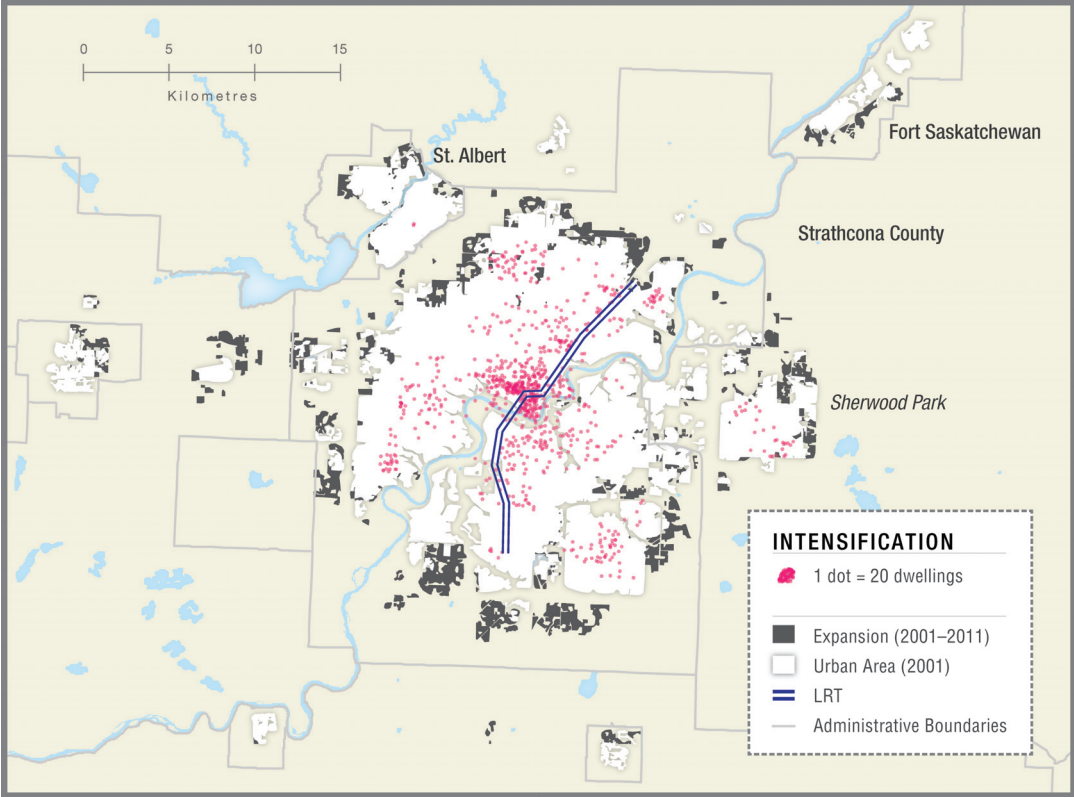 0 5 10 15
Kilometres
Fort Saskatchewan
St. Albert
Strathcona County
Sherwood Park
INTENSIFICATION
1 dot = 20 dwellings
Expansion (2001–2011)
Urban Area (2001)
LRT
Administrative Boundaries